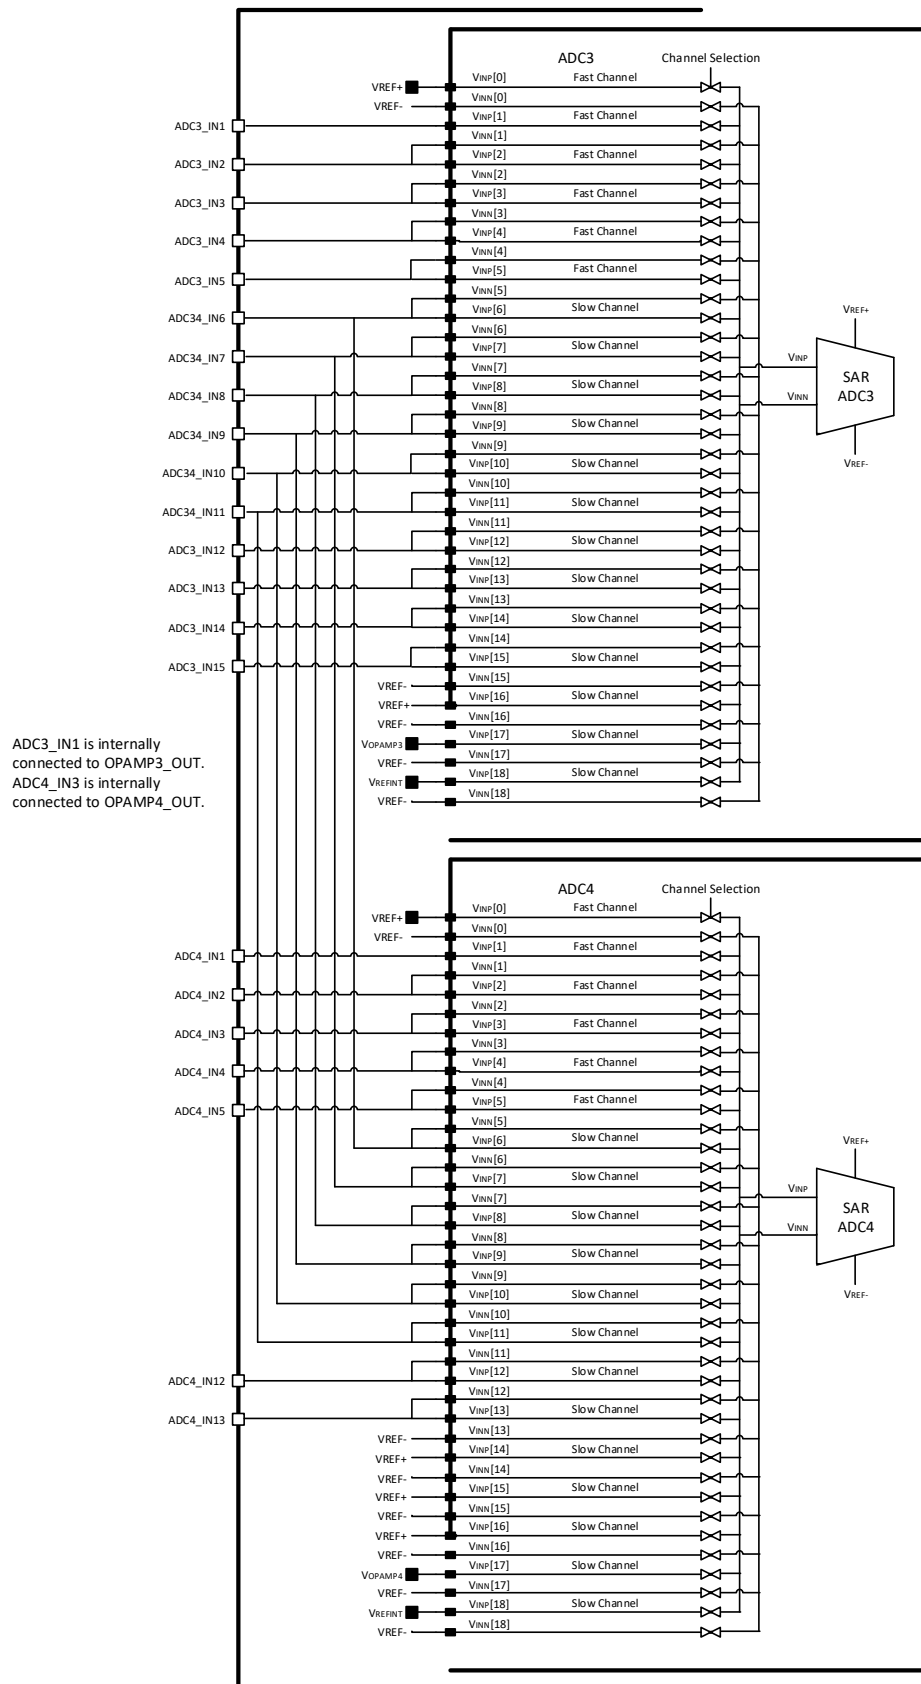 ADC3
Channel Selection
VINP[0] Fast Channel
VREF+
VINN[0]
VREF-
VINP[1] Fast Channel
ADC3_IN1
VINN[1]
VINP[2] Fast Channel
ADC3_IN2
VINN[2]
VINP[3] Fast Channel
ADC3_IN3
VINN[3]
VINP[4] Fast Channel
ADC3_IN4
VINN[4]
VINP[5] Fast Channel
ADC3_IN5
VINN[5]
VINP[6] Slow Channel
ADC34_IN6
VREF+
VINN[6]
VINP[7] Slow Channel
ADC34_IN7
VINP
VINN[7]
SAR
ADC3
VINP[8] Slow Channel
ADC34_IN8
VINN
VINN[8]
VINP[9] Slow Channel
ADC34_IN9
VINN[9]
VINP[10] Slow Channel
VREF-
ADC34_IN10
VINN[10]
VINP[11] Slow Channel
ADC34_IN11
VINN[11]
VINP[12] Slow Channel
ADC3_IN12
VINN[12]
VINP[13] Slow Channel
ADC3_IN13
VINN[13]
VINP[14] Slow Channel
ADC3_IN14
VINN[14]
VINP[15] Slow Channel
ADC3_IN15
VINN[15]
VREF-
VINP[16] Slow Channel
VREF+
VINN[16]
VREF-
VINP[17] Slow Channel
VOPAMP3
VINN[17]
VREF-
VINP[18] Slow Channel
VREFINT
VINN[18]
VREF-
ADC3_IN1 is internally
connected to OPAMP3_OUT.
ADC4_IN3 is internally
connected to OPAMP4_OUT.
ADC4
Channel Selection
VINP[0] Fast Channel
VREF+
VINN[0]
VREF-
VINP[1] Fast Channel
ADC4_IN1
VINN[1]
VINP[2] Fast Channel
ADC4_IN2
VINN[2]
VINP[3] Fast Channel
ADC4_IN3
VINN[3]
VINP[4] Fast Channel
ADC4_IN4
VINN[4]
VINP[5] Fast Channel
ADC4_IN5
VINN[5]
VINP[6] Slow Channel
VREF+
VINN[6]
VINP[7] Slow Channel
VINP
VINN[7]
SAR
ADC4
VINP[8] Slow Channel
VINN
VINN[8]
VINP[9] Slow Channel
VINN[9]
VINP[10] Slow Channel
VREF-
VINN[10]
VINP[11] Slow Channel
VINN[11]
VINP[12] Slow Channel
ADC4_IN12
VINN[12]
VINP[13] Slow Channel
ADC4_IN13
VINN[13]
VREF-
VINP[14] Slow Channel
VREF+
VINN[14]
VREF-
VINP[15] Slow Channel
VREF+
VINN[15]
VREF-
VINP[16] Slow Channel
VREF+
VINN[16]
VREF-
VINP[17] Slow Channel
VOPAMP4
VINN[17]
VREF-
VINP[18] Slow Channel
VREFINT
VINN[18]
VREF-